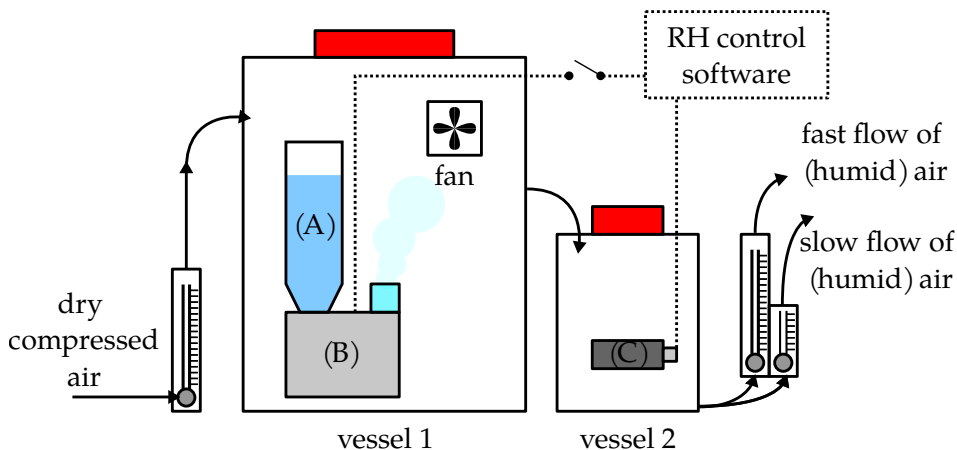 RH control
software
fast flow of
(humid) air
fan
(A)
slow flow of
(humid) air
dry
compressed
air
(B)
(C)
vessel 1
vessel 2